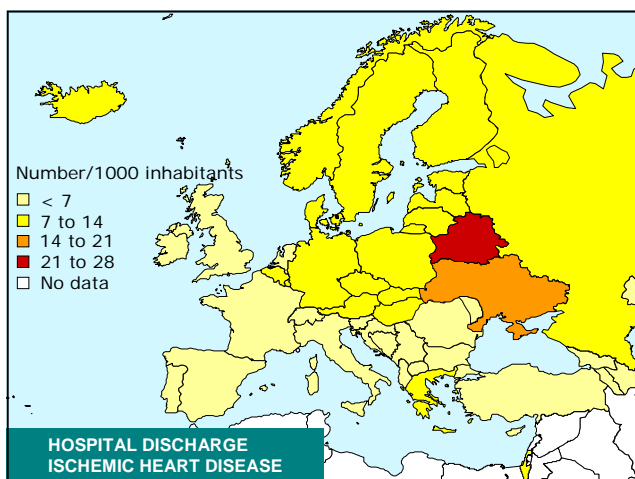 Number/1000 inhabitants
< 7
7 to 14
14 to 21
21 to 28
No data
HOSPITAL DISCHARGE
ISCHEMIC HEART DISEASE